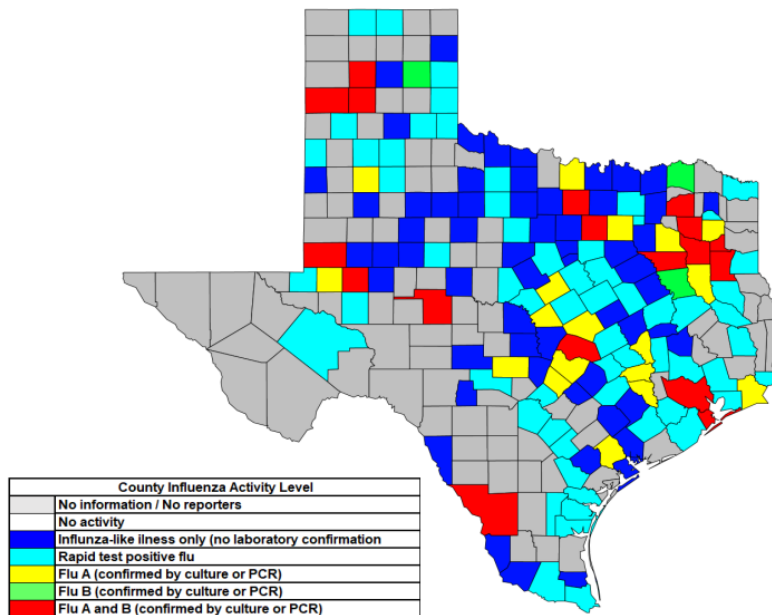 County Influenza Activity Level
No information / No reporters
No activity
Influnza-like ilness only (no laboratory confirmation
Rapid test positive flu
Flu A (confirmed by culture or PCR)
Flu B (confirmed by culture or PCR)
Flu A and B (confirmed by culture or PCR)